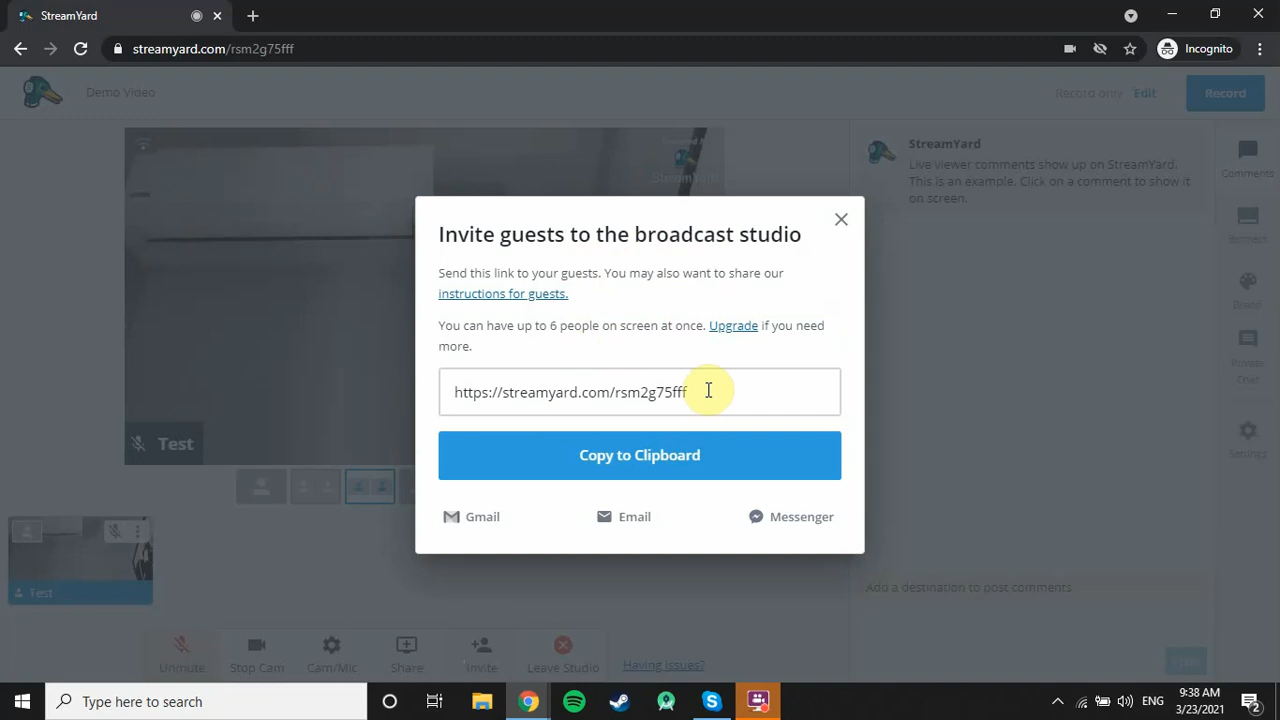 StreamYard
streamyard.com/rsm2g75fff
Incognito
Demo Video
Record only Edit
Record
StreamYard
StreamYard
Live viewer comments show up on StreamYard.
This is an example. Click on a comment to show it
on screen.
Comments
Banners
Brand
Private
Chat
Settings
Invite guests to the broadcast studio
Send this link to your guests. You may also want to share our
instructions for guests.
You can have up to 6 people on screen at once. Upgrade if you need
more.
https://streamyard.com/rsm2g75fff
Copy to Clipboard
Gmail
Email
Messenger
Test
Test
Add a destination to post comments
Unmute
Stop Cam
Cam/Mic
Share
Invite
Leave Studio
Having issues?
Type here to search
ENG
9:38 AM
3/23/2021
2